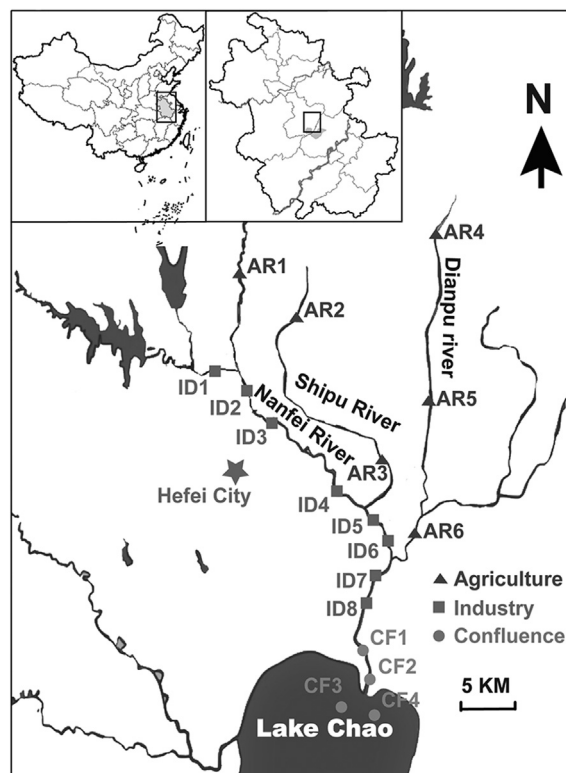 N
AR4
AR1
AR2
Dianpu river
ID1
ID2
Nanfei River
Shipu River
AR5
ID3
AR3
Hefei City
ID4
ID5
AR6
ID6
ID7
Agriculture
ID8
Industry
CF1
Confluence
CF2
CF3
CF4
5 KM
Lake Chao